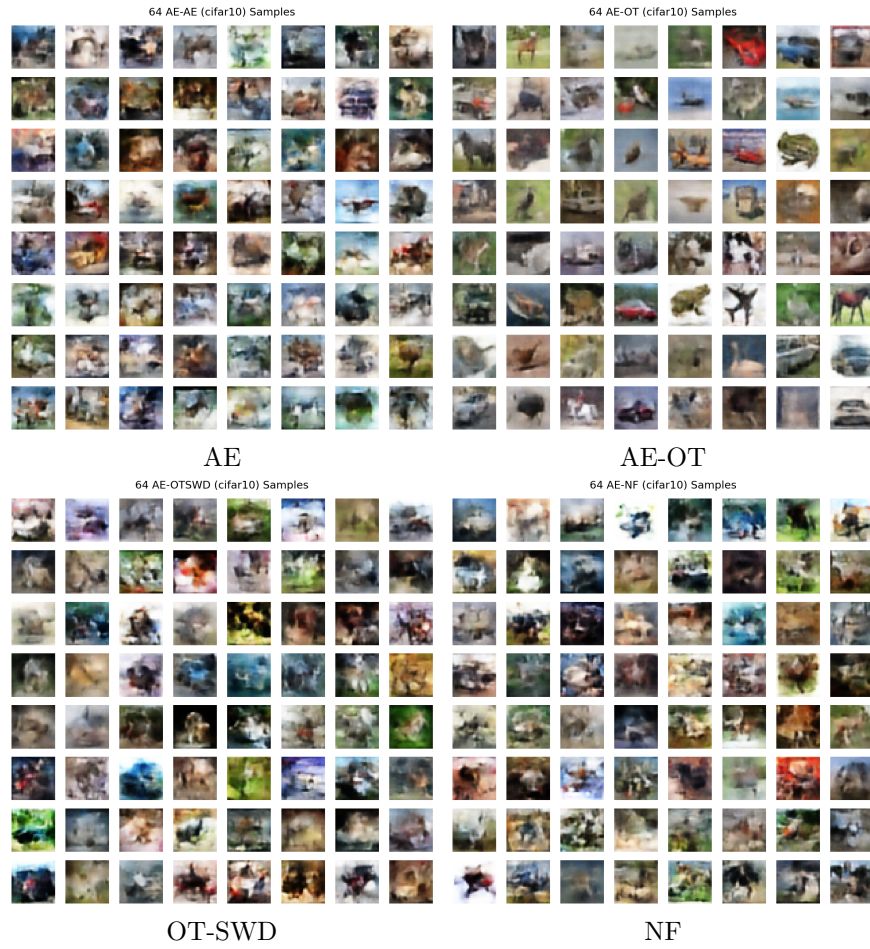 64 AE-AE (cifar10) Samples
64 AE-OT (cifar10) Samples
AE
AE-OT
64 AE-OTSWD (cifar10) Samples
64 AE-NF (cifar10) Samples
OT-SWD
NF